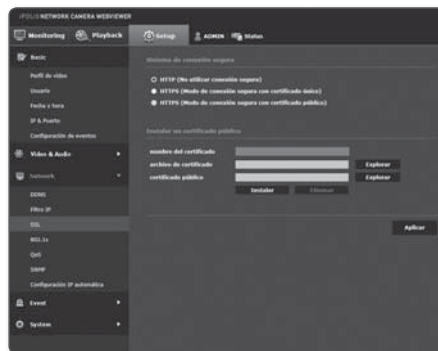 iPOLiS NETWORK CAMERA WEBVIEWER
Monitoring
Playback
Setup
ADMIN
Status
Basic
Perfil de vídeo
Usuario
Fecha y hora
IP & Puerto
Configuración de eventos
Video & Audio
Network
DDNS
Filtro IP
SSL
802.1x
QoS
SNMP
Configuración IP automática
Event
System
Sistema de conexión segura
HTTP (No utilizar conexión segura)
HTTPS (Modo de conexión segura con certificado único)
HTTPS (Modo de conexión segura con certificado público)
Instalar un certificado público
nombre del certificado
archivo de certificado
Explorar
certificado público
Explorar
Instalar
Eliminar
Aplicar